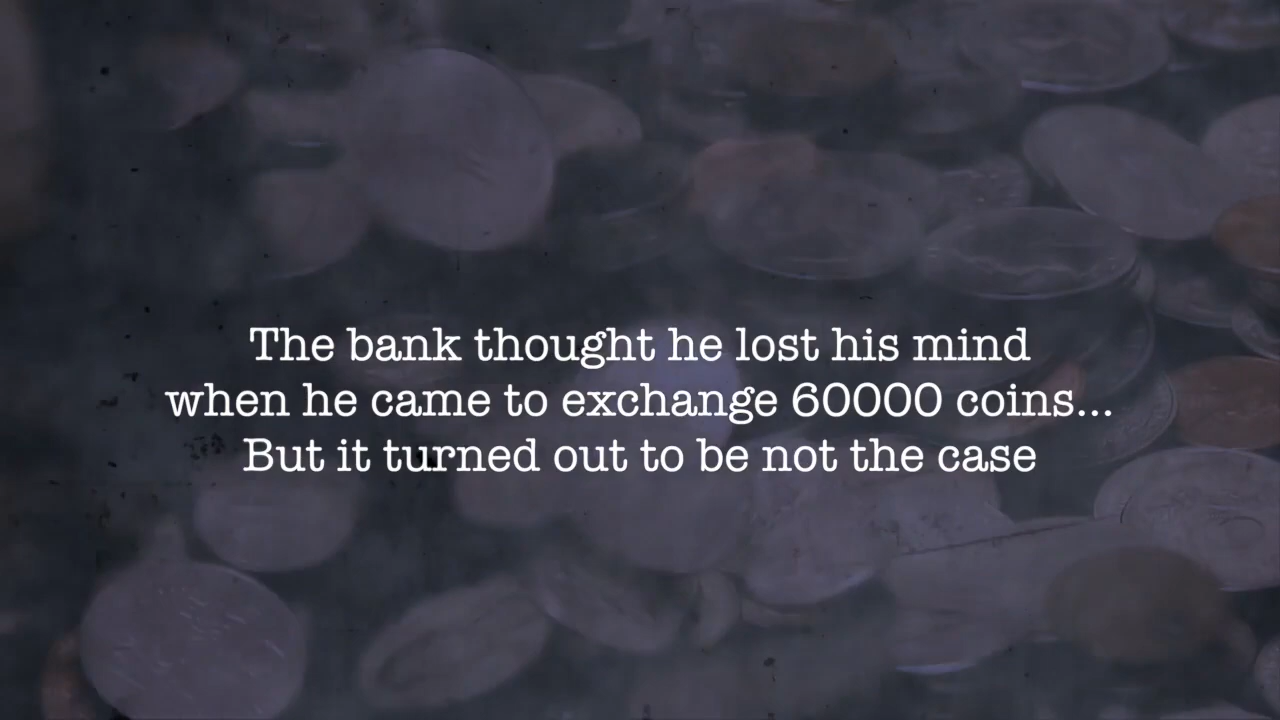 The bank thought he lost his mind
when he came to exchange 60000 coins...
But it turned out to be not the case